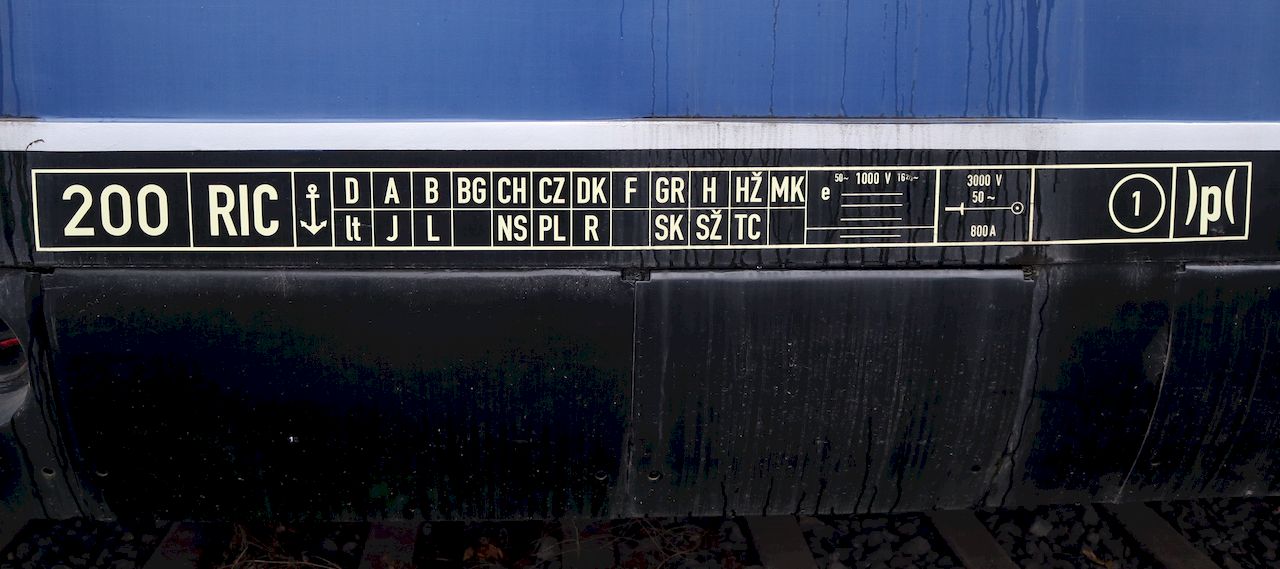 200 RIC D A B BG CH CZ DK F GR H HŽ MK
lt J L NS PL R SK SŽ TC
e 50~ 1000 V 16⅔~
3000 V
50 ~
800 A
1
p